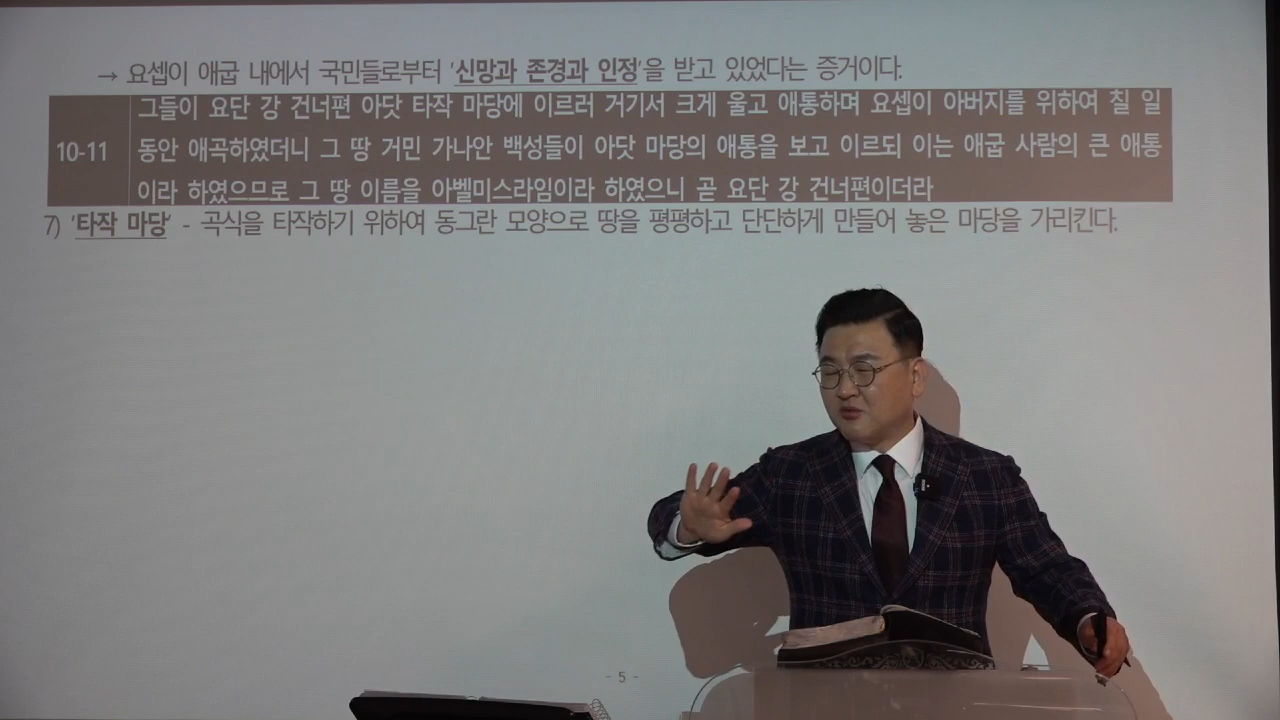 → 요셉이 애굽 내에서 국민들로부터 '신망과 존경과 인정'을 받고 있었다는 증거이다.
그들이 요단 강 건너편 아닷 타작 마당에 이르러 거기서 크게 울고 애통하며 요셉이 아버지를 위하여 칠 일
10-11 동안 애곡하였더니 그 땅 거민 가나안 백성들이 아닷 마당의 애통을 보고 이르되 이는 애굽 사람의 큰 애통
이라 하였으므로 그 땅 이름을 아벨미스라임이라 하였으니 곧 요단 강 건너편이더라
7) '타작 마당' - 곡식을 타작하기 위하여 동그란 모양으로 땅을 평평하고 단단하게 만들어 놓은 마당을 가리킨다.
- 5 -